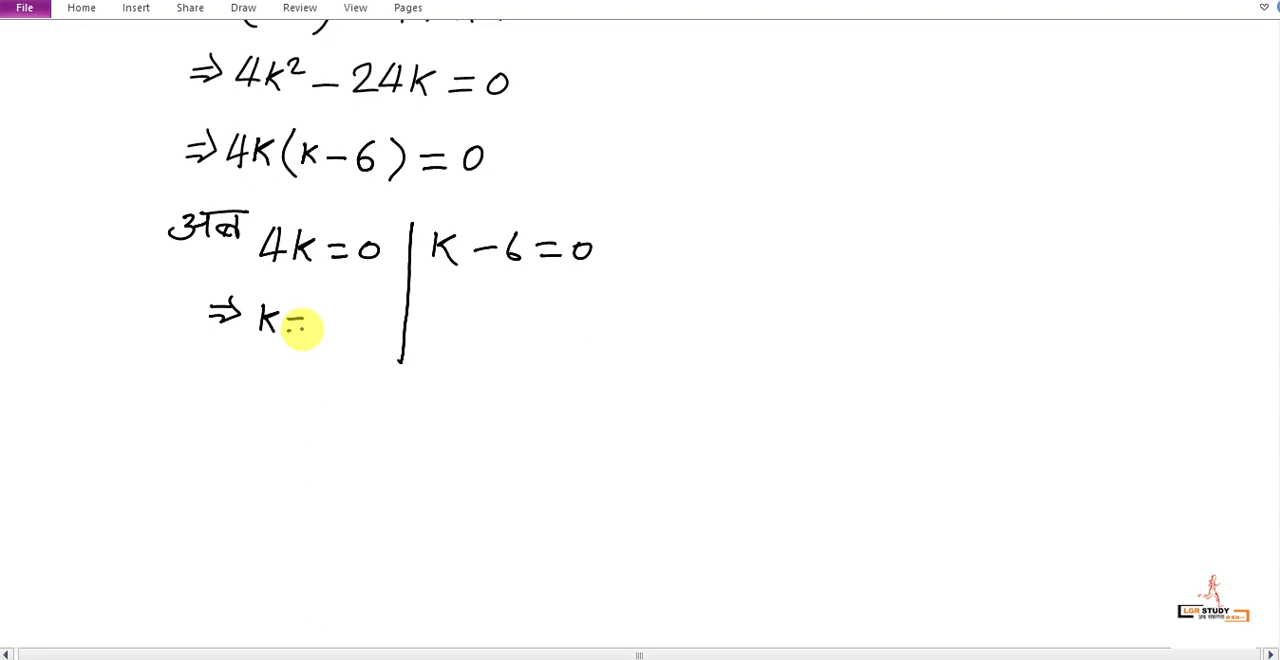 File Home Insert Share Draw Review View Pages
⇒ 4K² − 24K = 0
⇒ 4K(K − 6) = 0
अब 4K = 0 | K − 6 = 0
⇒ K =
LGR STUDY